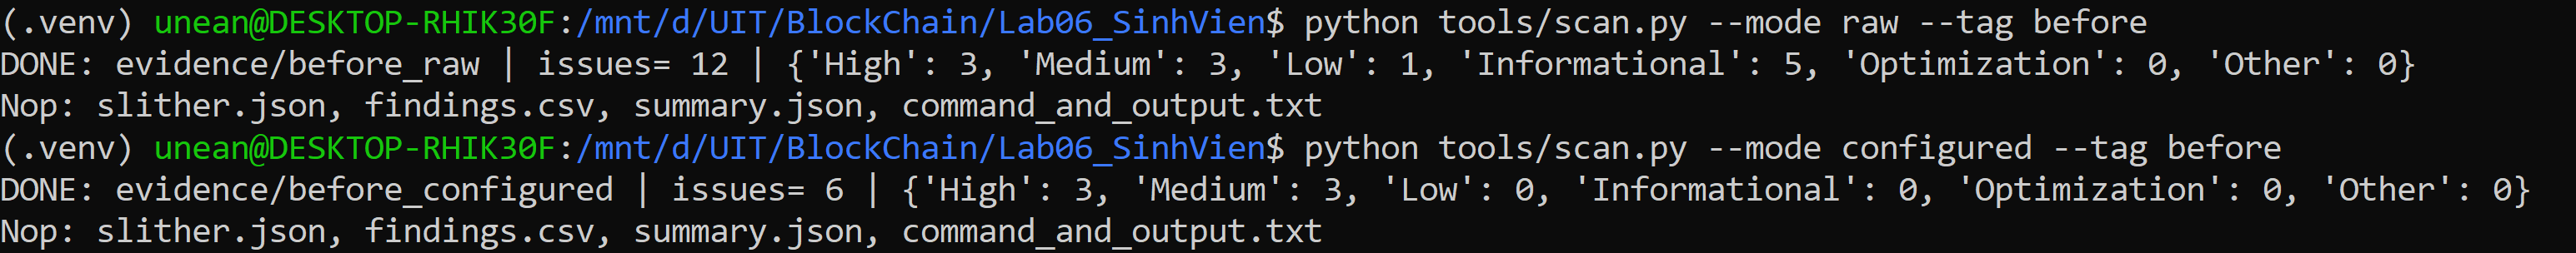 (.venv) unean@DESKTOP-RHIK30F:/mnt/d/UIT/BlockChain/Lab06_SinhVien$ python tools/scan.py --mode raw --tag before
DONE: evidence/before_raw | issues= 12 | {'High': 3, 'Medium': 3, 'Low': 1, 'Informational': 5, 'Optimization': 0, 'Other': 0}
Nop: slither.json, findings.csv, summary.json, command_and_output.txt
(.venv) unean@DESKTOP-RHIK30F:/mnt/d/UIT/BlockChain/Lab06_SinhVien$ python tools/scan.py --mode configured --tag before
DONE: evidence/before_configured | issues= 6 | {'High': 3, 'Medium': 3, 'Low': 0, 'Informational': 0, 'Optimization': 0, 'Other': 0}
Nop: slither.json, findings.csv, summary.json, command_and_output.txt